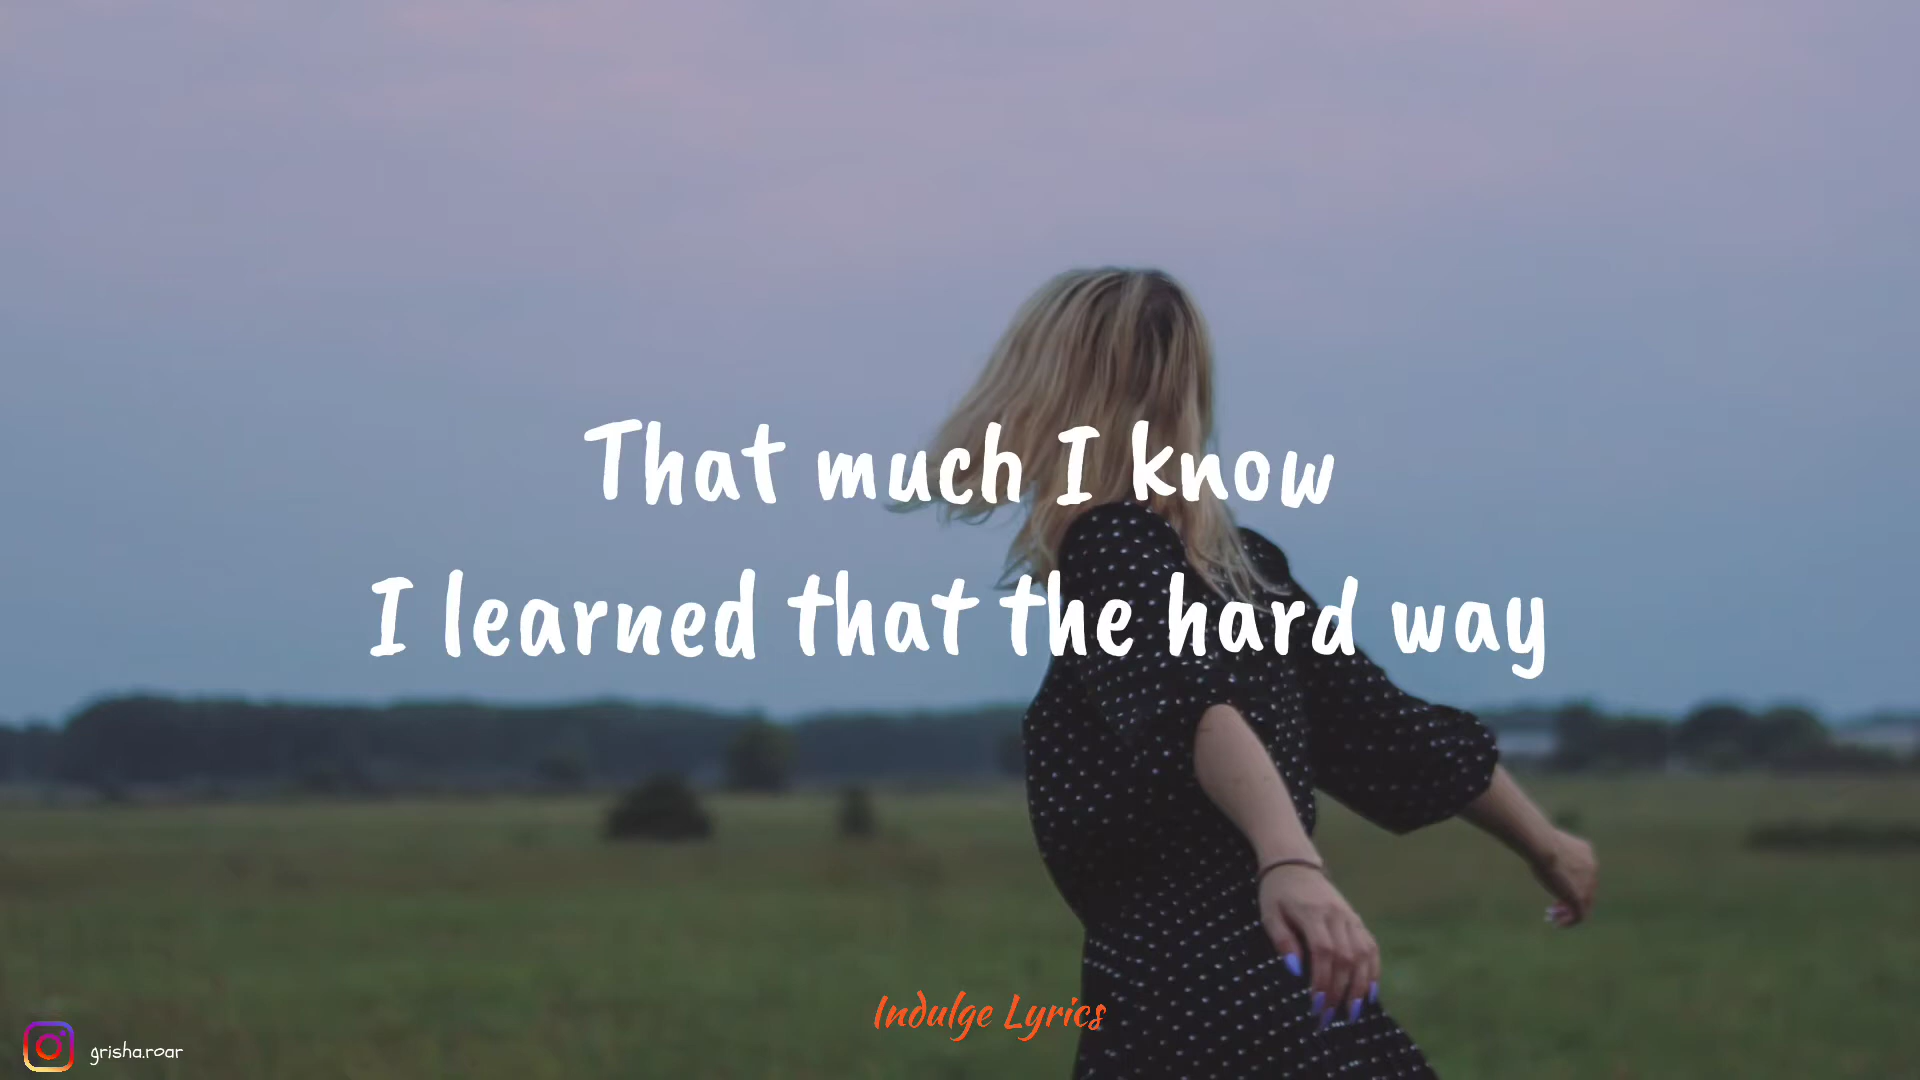 That much I know
I learned that the hard way
Indulge Lyrics
grisha.roar